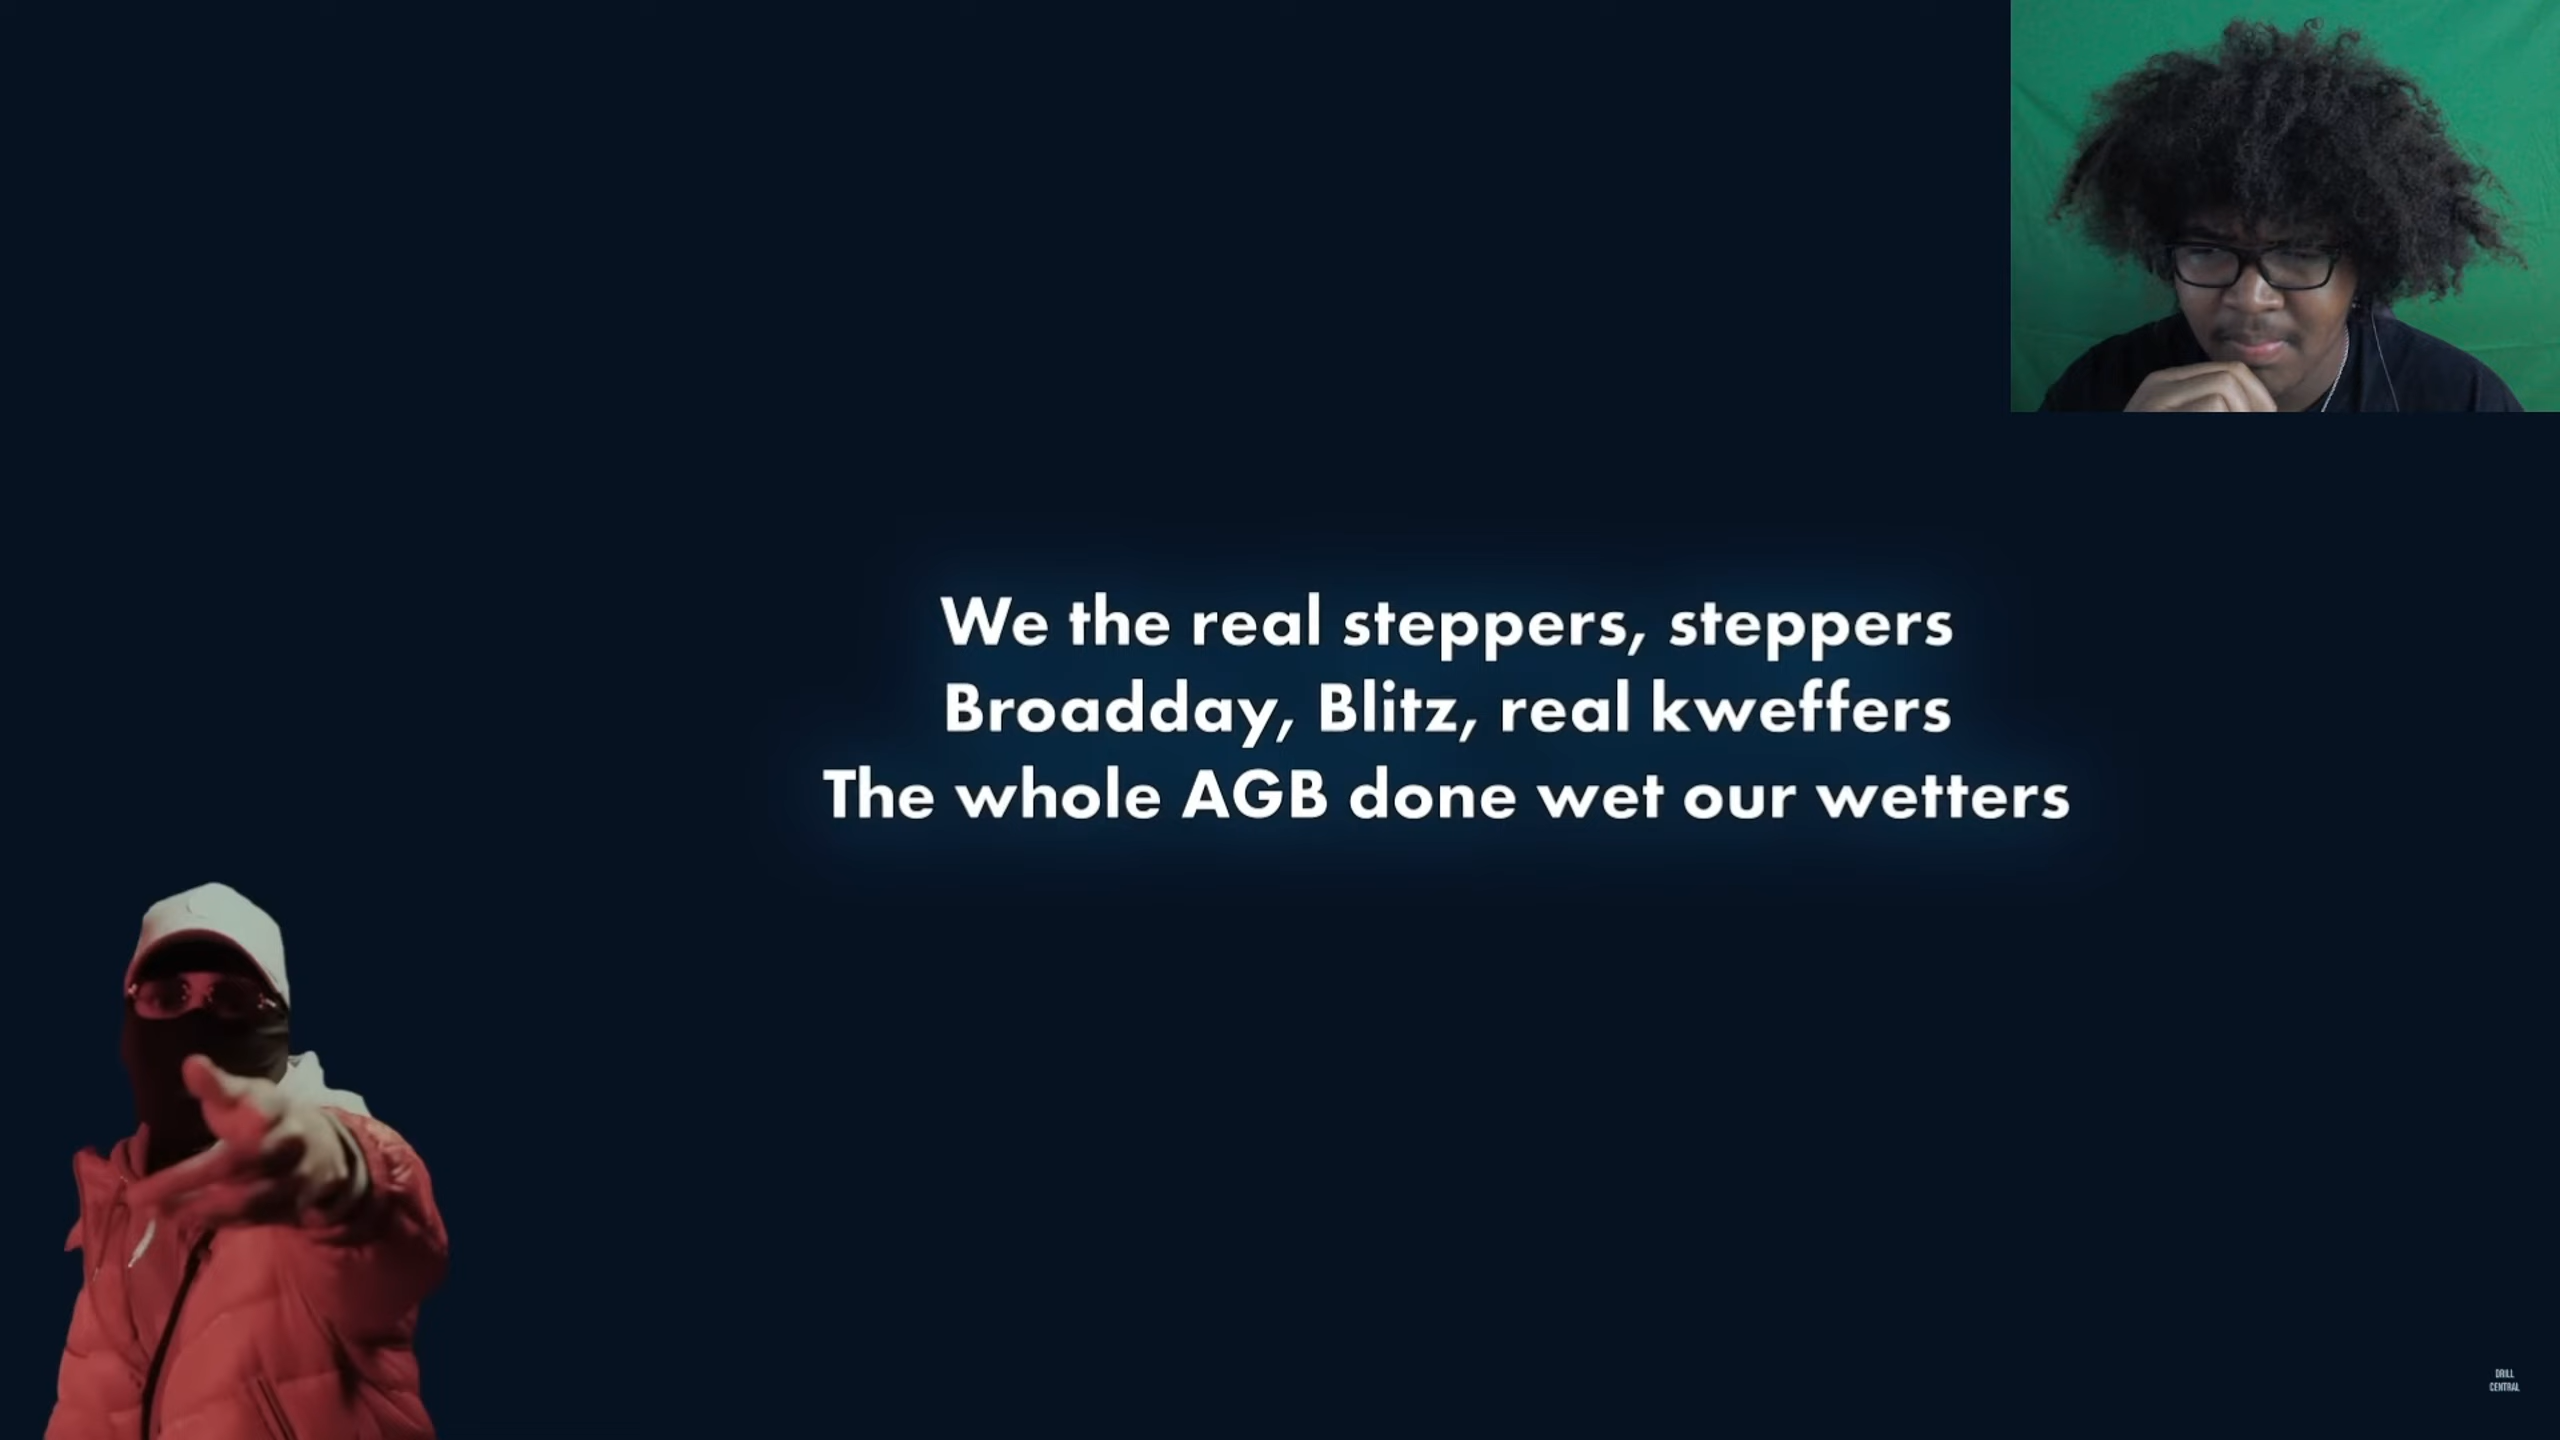 We the real steppers, steppers
Broadday, Blitz, real kweffers
The whole AGB done wet our wetters
DRILL
CENTRAL